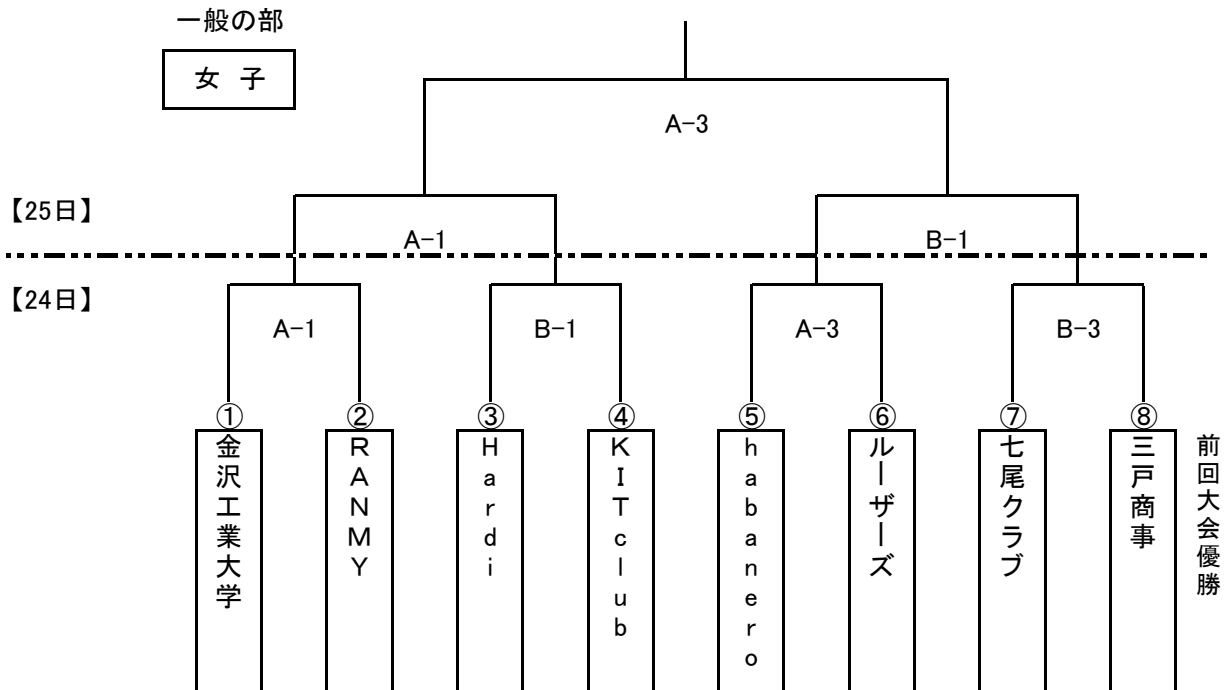 一般の部
女 子
A-3
【25日】
A-1
B-1
【24日】
A-1
B-1
A-3
B-3
①
②
③
④
⑤
⑥
⑦
⑧
金沢工業大学
RANMY
Hardi
KITclub
habanero
ルーザーズ
七尾クラブ
三戸商事
前回大会優勝